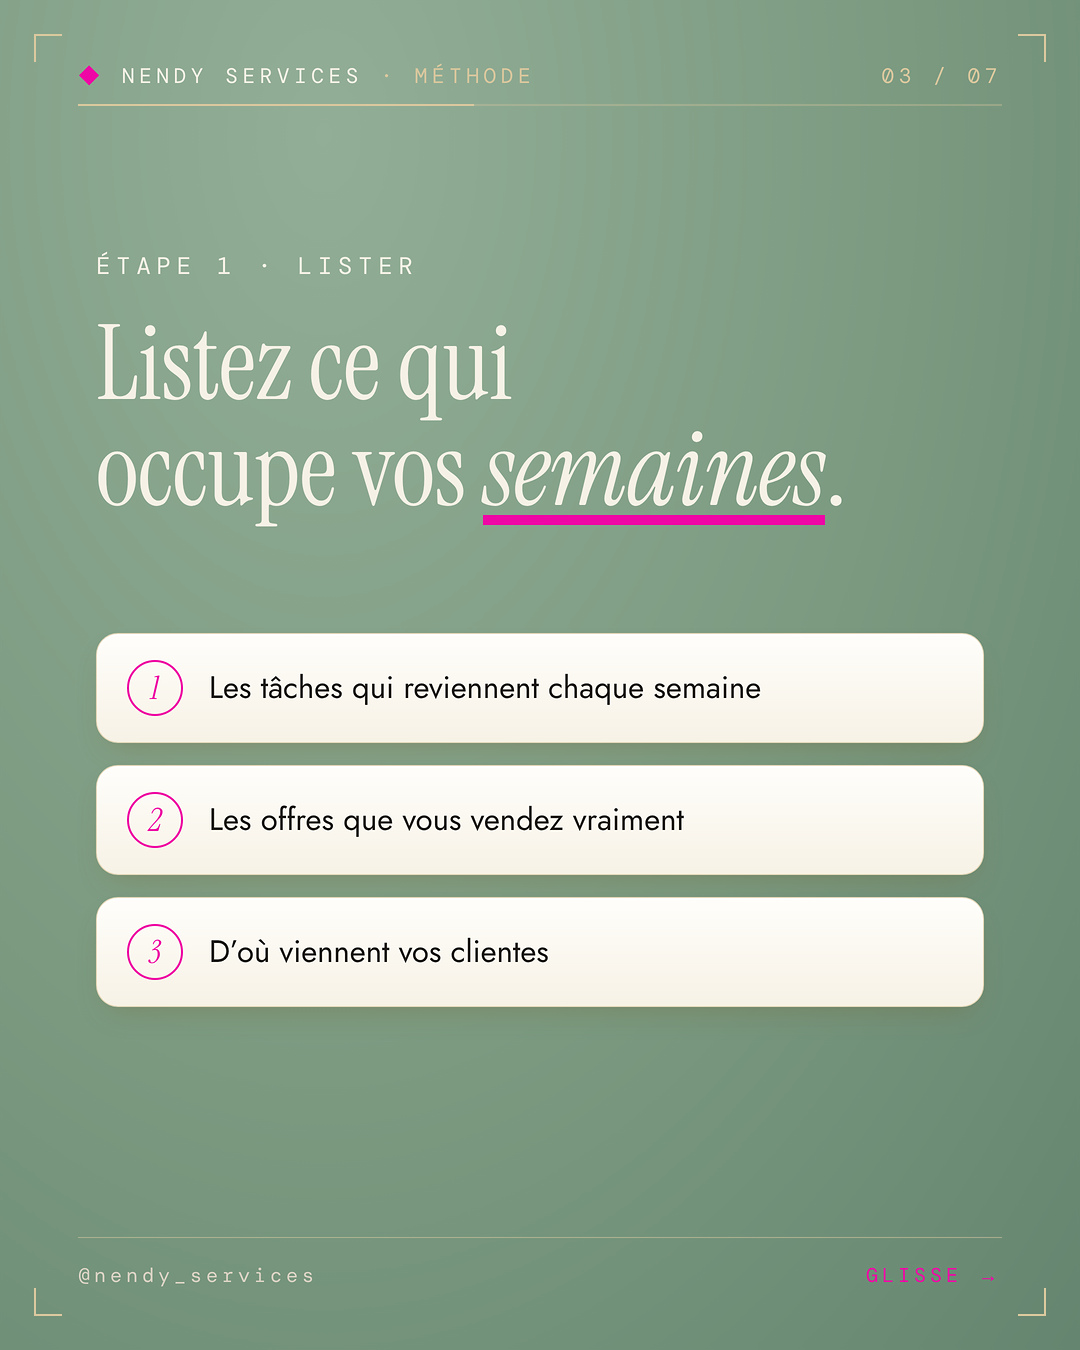 NENDY SERVICES · MÉTHODE
03 / 07
ÉTAPE 1 · LISTER
Listez ce qui
occupe vos semaines.
1 Les tâches qui reviennent chaque semaine
2 Les offres que vous vendez vraiment
3 D’où viennent vos clientes
@nendy_services
GLISSE →